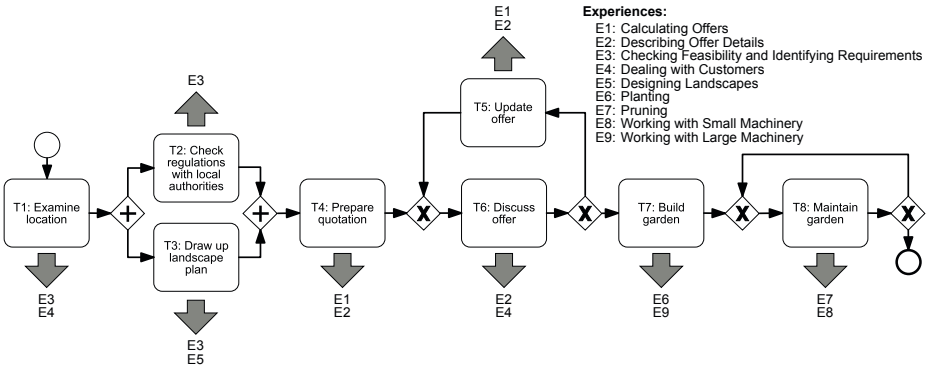 E1
E2
Experiences:
E1: Calculating Offers
E2: Describing Offer Details
E3: Checking Feasibility and Identifying Requirements
E4: Dealing with Customers
E5: Designing Landscapes
E6: Planting
E7: Pruning
E8: Working with Small Machinery
E9: Working with Large Machinery
E3
T5: Update
offer
T2: Check
regulations
with local
authorities
T1: Examine
location
T3: Draw up
landscape
plan
T4: Prepare
quotation
X
T6: Discuss
offer
X
T7: Build
garden
X
T8: Maintain
garden
X
E3
E4
E3
E5
E1
E2
E2
E4
E6
E9
E7
E8